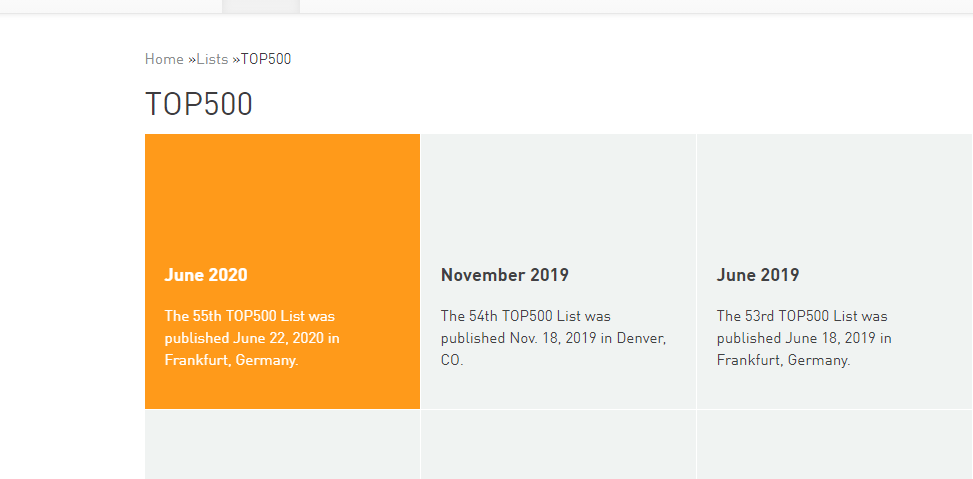 Home »Lists »TOP500
TOP500
June 2020
The 55th TOP500 List was
published June 22, 2020 in
Frankfurt, Germany.
November 2019
The 54th TOP500 List was
published Nov. 18, 2019 in Denver,
CO.
June 2019
The 53rd TOP500 List was
published June 18, 2019 in
Frankfurt, Germany.